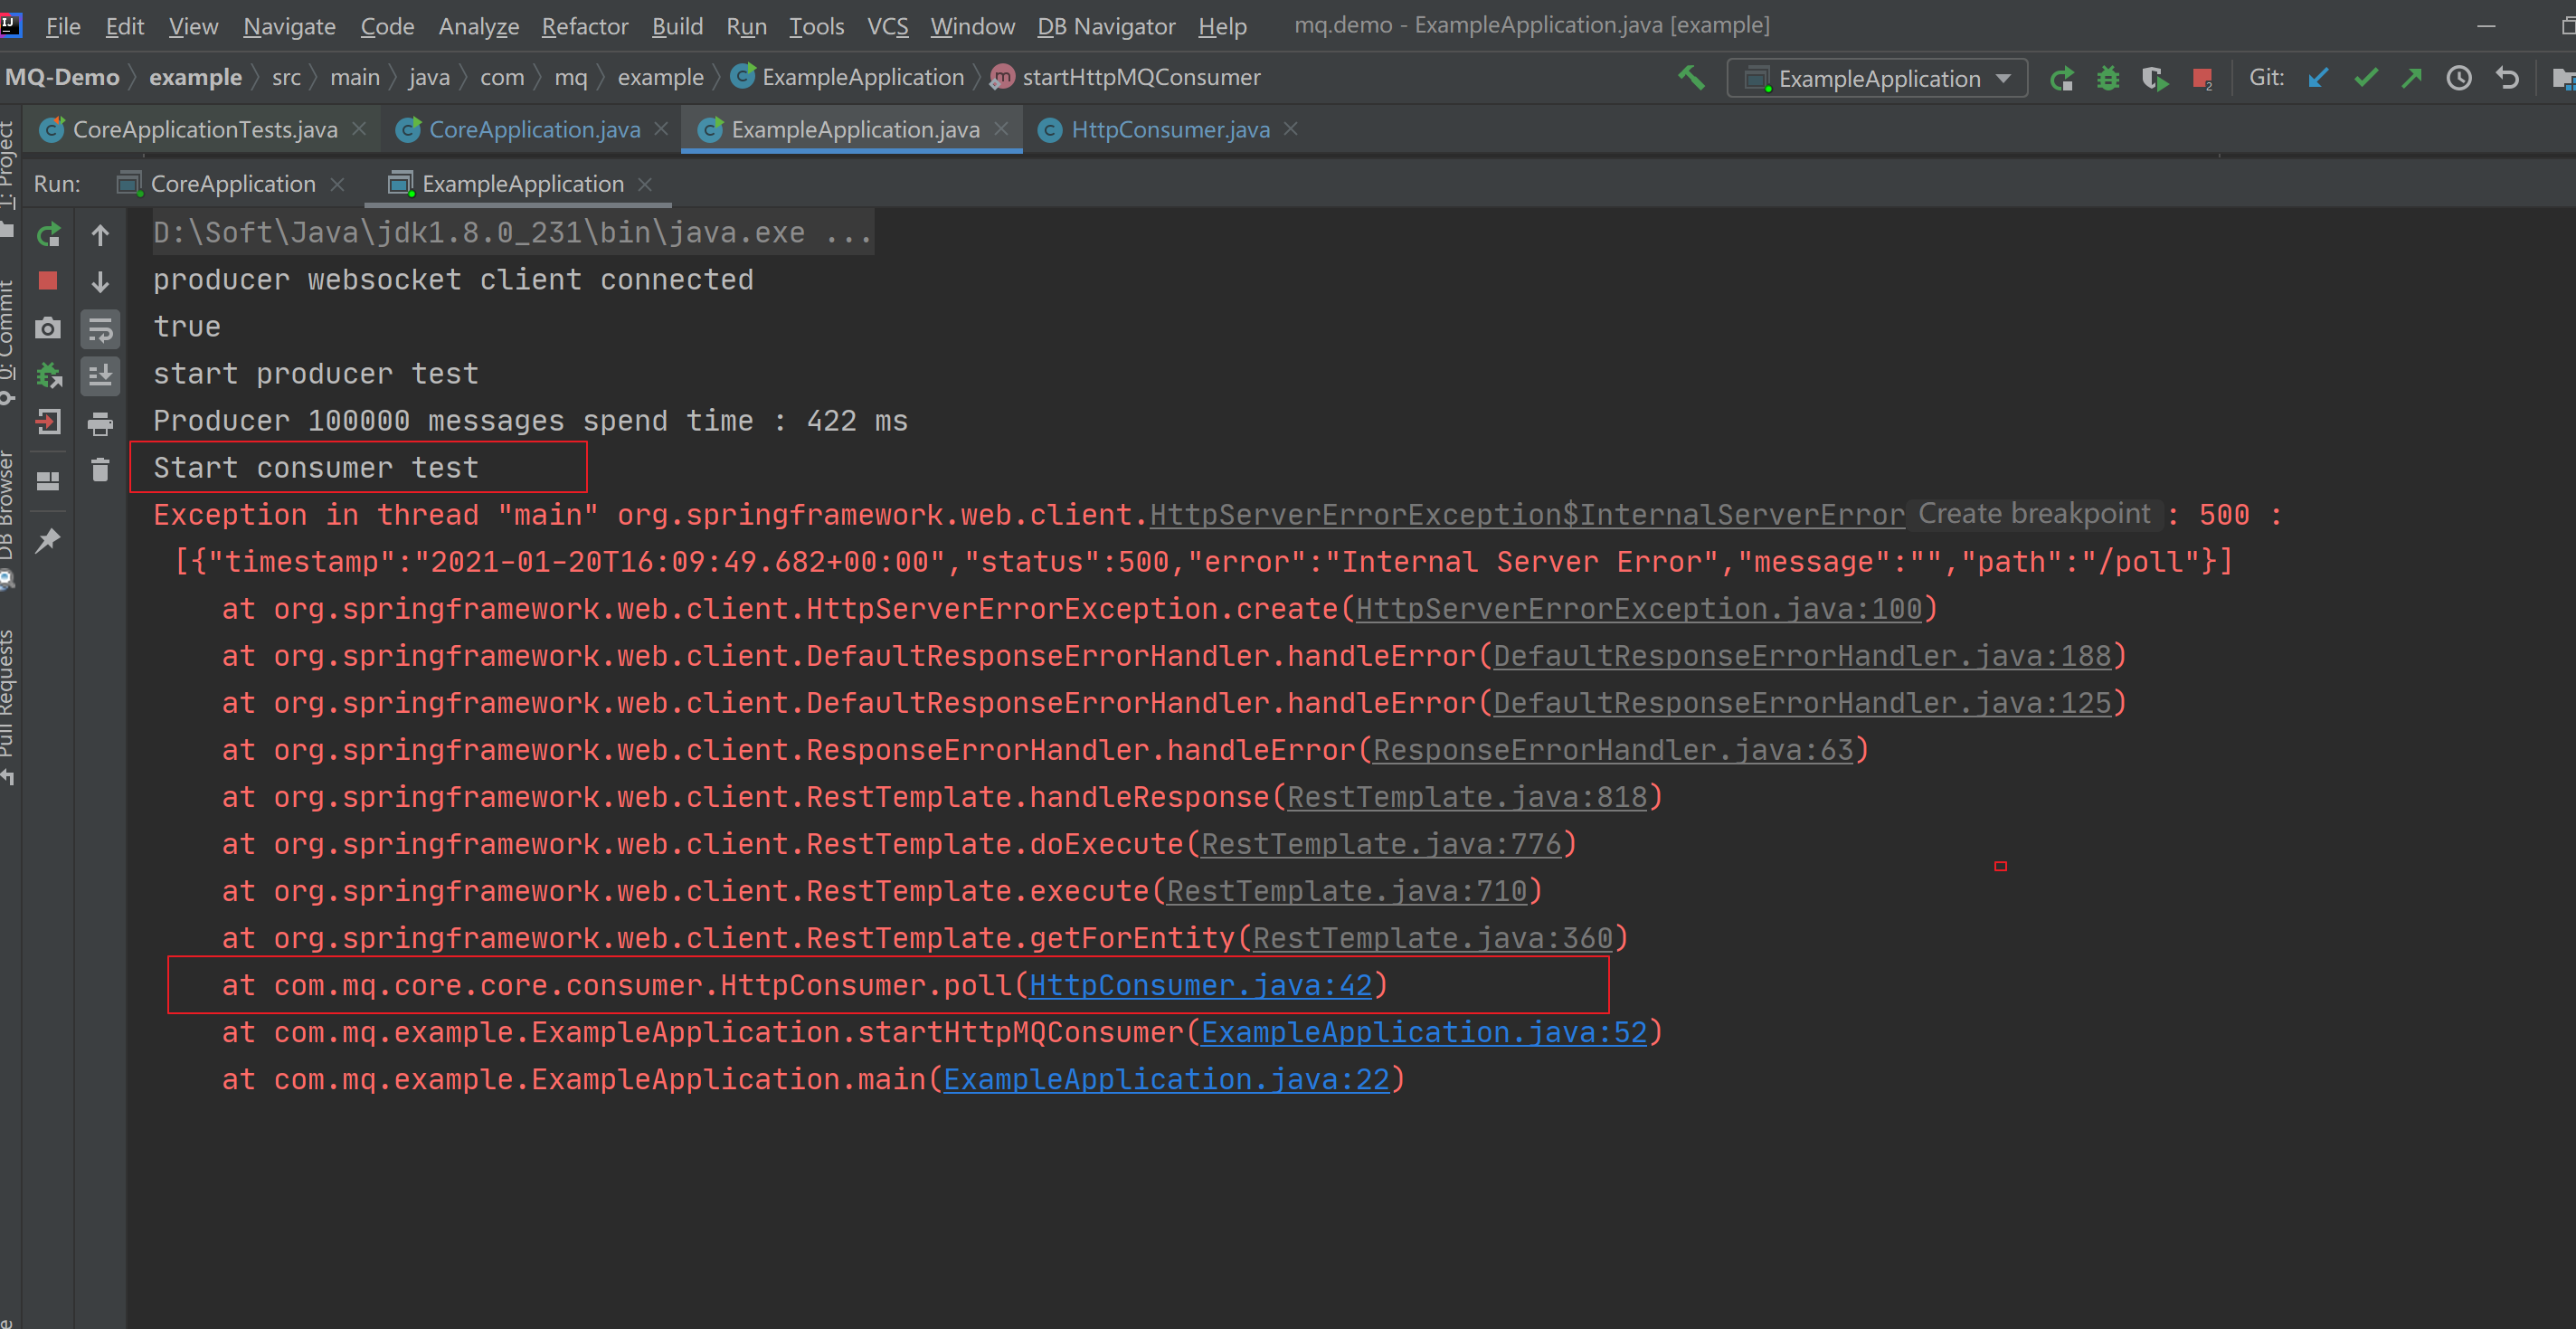 File Edit View Navigate Code Analyze Refactor Build Run Tools VCS Window DB Navigator Help mq.demo - ExampleApplication.java [example]
MQ-Demo example src main java com mq example ExampleApplication startHttpMQConsumer ExampleApplication Git:
CoreApplicationTests.java CoreApplication.java ExampleApplication.java HttpConsumer.java
Run: CoreApplication ExampleApplication
1: Project
0: Commit
DB Browser
Pull Requests
D:\Soft\Java\jdk1.8.0_231\bin\java.exe ...
producer websocket client connected
true
start producer test
Producer 100000 messages spend time : 422 ms
Start consumer test
Exception in thread "main" org.springframework.web.client.HttpServerErrorException$InternalServerError Create breakpoint : 500 :
[{"timestamp":"2021-01-20T16:09:49.682+00:00","status":500,"error":"Internal Server Error","message":"","path":"/poll"}]
at org.springframework.web.client.HttpServerErrorException.create(HttpServerErrorException.java:100)
at org.springframework.web.client.DefaultResponseErrorHandler.handleError(DefaultResponseErrorHandler.java:188)
at org.springframework.web.client.DefaultResponseErrorHandler.handleError(DefaultResponseErrorHandler.java:125)
at org.springframework.web.client.ResponseErrorHandler.handleError(ResponseErrorHandler.java:63)
at org.springframework.web.client.RestTemplate.handleResponse(RestTemplate.java:818)
at org.springframework.web.client.RestTemplate.doExecute(RestTemplate.java:776)
at org.springframework.web.client.RestTemplate.execute(RestTemplate.java:710)
at org.springframework.web.client.RestTemplate.getForEntity(RestTemplate.java:360)
at com.mq.core.core.consumer.HttpConsumer.poll(HttpConsumer.java:42)
at com.mq.example.ExampleApplication.startHttpMQConsumer(ExampleApplication.java:52)
at com.mq.example.ExampleApplication.main(ExampleApplication.java:22)